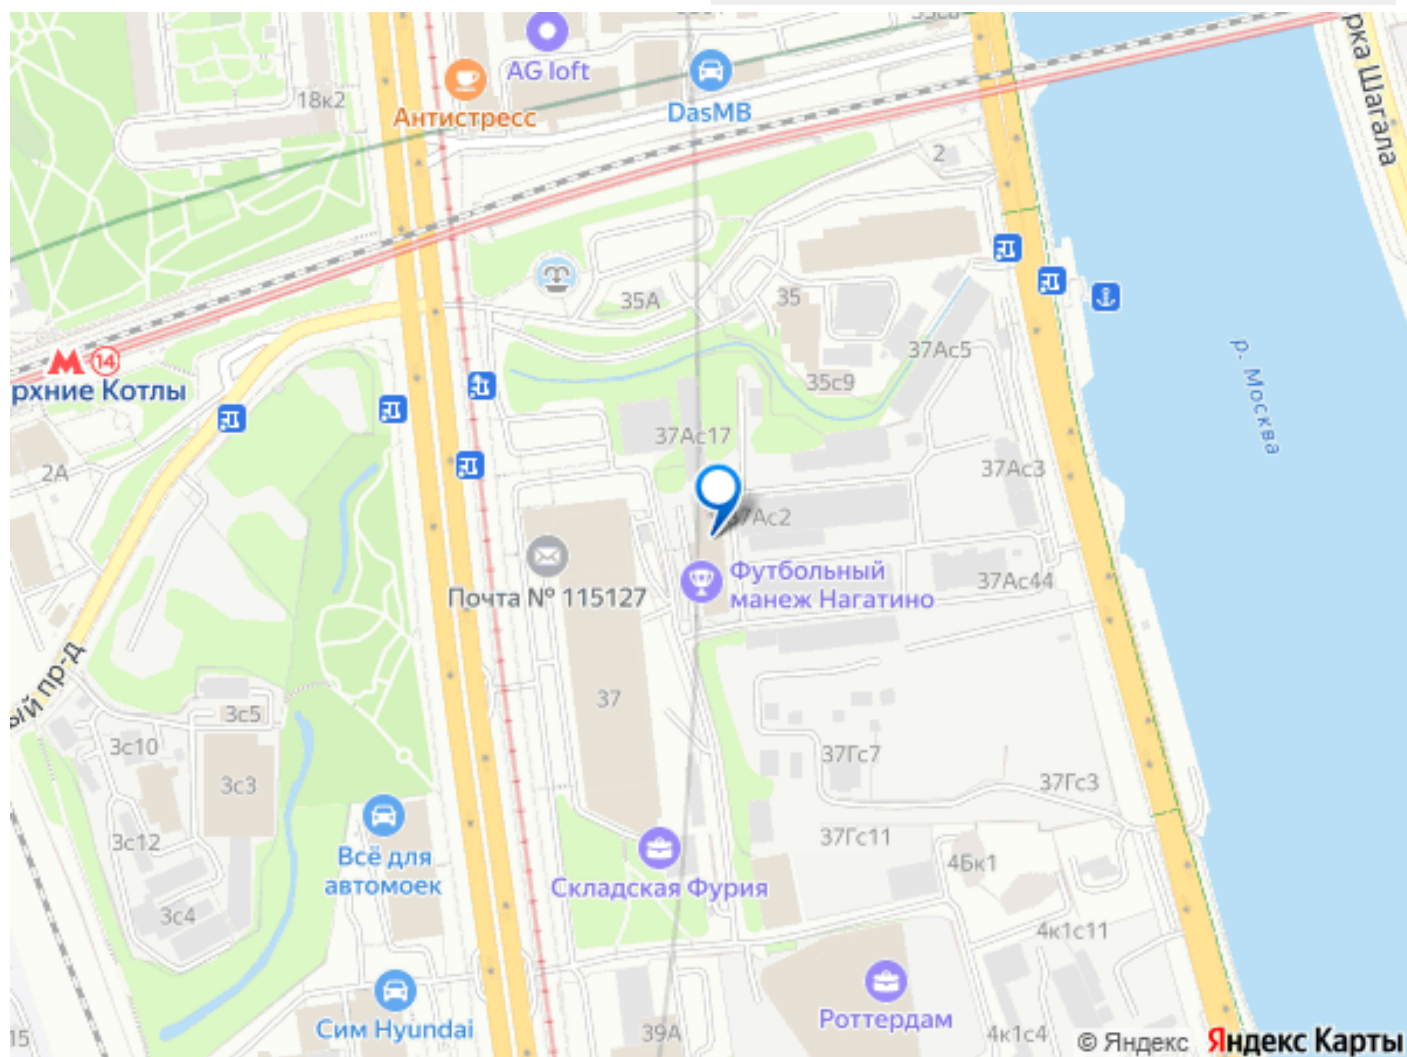 AG loft
DasMB
18к2
Антистресс
2
рка Шагала
35А
35
р. Москва
37Ас5
14
рхние Котлы
35с9
37Ас17
37Ас3
2А
37Ас2
Почта № 115127
Футбольный
манеж Нагатино
37Ас44
ый пр-д
37
3с5
3с10
37Гс7
3с3
37Гс3
3с12
37Гс11
Всё для
автомоек
4Бк1
Складская Фурия
3с4
4к1с11
Роттердам
Сим Hyundai
39А
4к1с4
15
© Яндекс Яндекс Карты